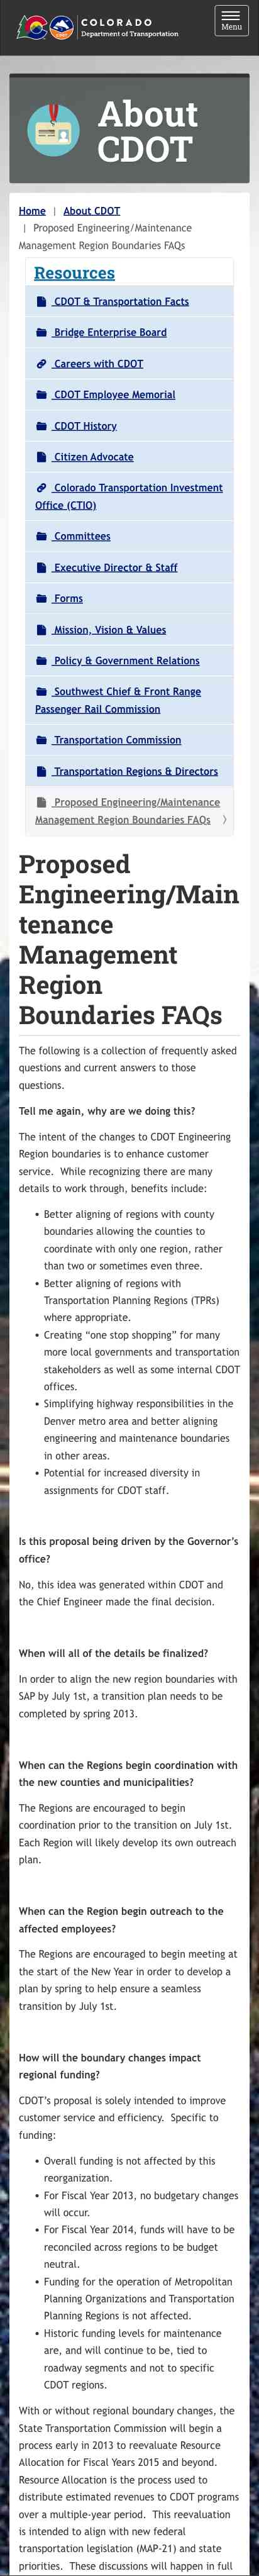 COLORADO
Department of Transportation
Menu
About
CDOT
Home | About CDOT
| Proposed Engineering/Maintenance
Management Region Boundaries FAQs
Resources
CDOT & Transportation Facts
Bridge Enterprise Board
Careers with CDOT
CDOT Employee Memorial
CDOT History
Citizen Advocate
Colorado Transportation Investment
Office (CTIO)
Committees
Executive Director & Staff
Forms
Mission, Vision & Values
Policy & Government Relations
Southwest Chief & Front Range
Passenger Rail Commission
Transportation Commission
Transportation Regions & Directors
Proposed Engineering/Maintenance
Management Region Boundaries FAQs
Proposed
Engineering/Main
tenance
Management
Region
Boundaries FAQs
The following is a collection of frequently asked
questions and current answers to those
questions.
Tell me again, why are we doing this?
The intent of the changes to CDOT Engineering
Region boundaries is to enhance customer
service.  While recognizing there are many
details to work through, benefits include:
• Better aligning of regions with county
boundaries allowing the counties to
coordinate with only one region, rather
than two or sometimes even three.
• Better aligning of regions with
Transportation Planning Regions (TPRs)
where appropriate.
• Creating “one stop shopping” for many
more local governments and transportation
stakeholders as well as some internal CDOT
offices.
• Simplifying highway responsibilities in the
Denver metro area and better aligning
engineering and maintenance boundaries
in other areas.
• Potential for increased diversity in
assignments for CDOT staff.
Is this proposal being driven by the Governor’s
office?
No, this idea was generated within CDOT and
the Chief Engineer made the final decision.
When will all of the details be finalized?
In order to align the new region boundaries with
SAP by July 1st, a transition plan needs to be
completed by spring 2013.
When can the Regions begin coordination with
the new counties and municipalities?
The Regions are encouraged to begin
coordination prior to the transition on July 1st.
Each Region will likely develop its own outreach
plan.
When can the Region begin outreach to the
affected employees?
The Regions are encouraged to begin meeting at
the start of the New Year in order to develop a
plan by spring to help ensure a seamless
transition by July 1st.
How will the boundary changes impact
regional funding?
CDOT’s proposal is solely intended to improve
customer service and efficiency.  Specific to
funding:
• Overall funding is not affected by this
reorganization.
• For Fiscal Year 2013, no budgetary changes
will occur.
• For Fiscal Year 2014, funds will have to be
reconciled across regions to be budget
neutral.
• Funding for the operation of Metropolitan
Planning Organizations and Transportation
Planning Regions is not affected.
• Historic funding levels for maintenance
are, and will continue to be, tied to
roadway segments and not to specific
CDOT regions.
With or without regional boundary changes, the
State Transportation Commission will begin a
process early in 2013 to reevaluate Resource
Allocation for Fiscal Years 2015 and beyond.
Resource Allocation is the process used to
distribute estimated revenues to CDOT programs
over a multiple-year period.  This reevaluation
is intended to align with new federal
transportation legislation (MAP-21) and state
priorities.  These discussions will happen in full